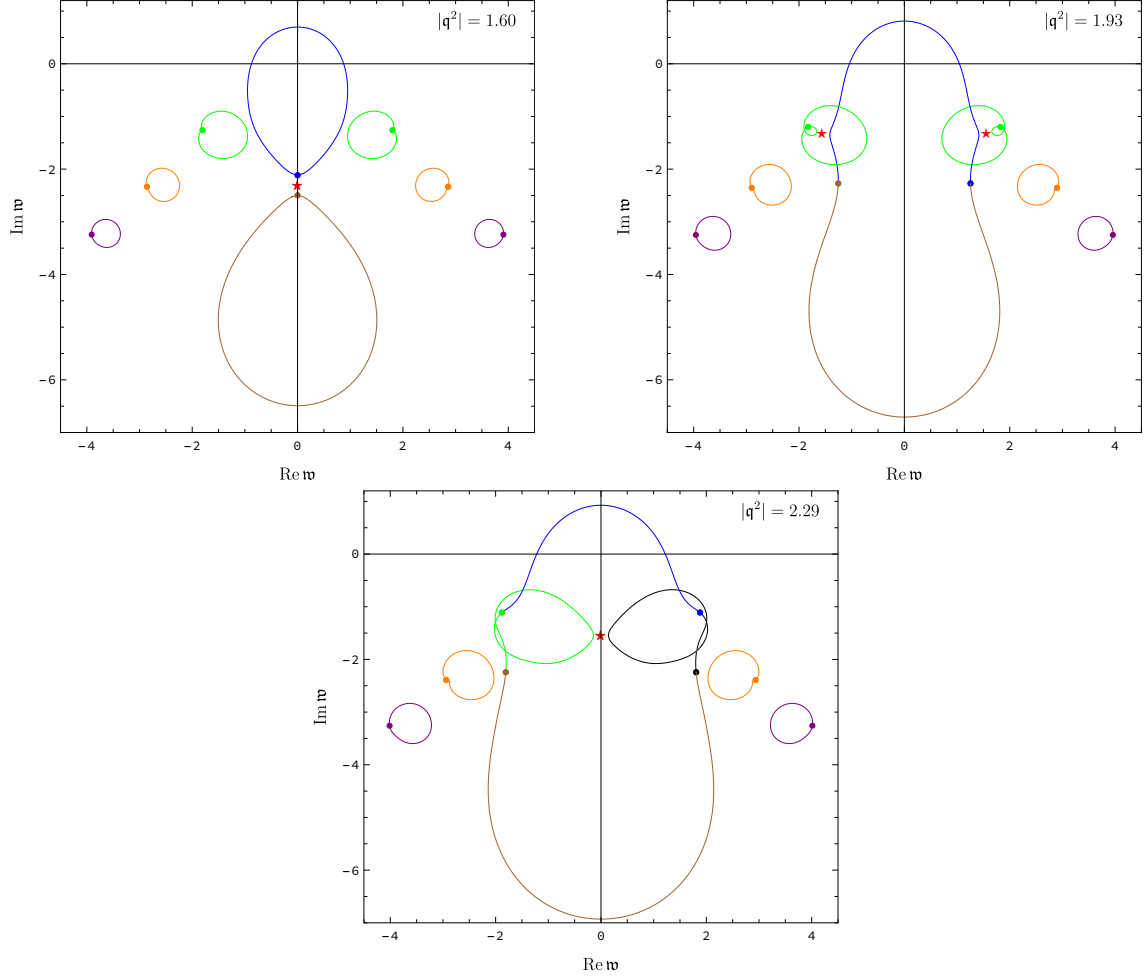 |𝔮²| = 1.60
0
−2
−4
−6
Im 𝔴
−4 −2 0 2 4
Re 𝔴
|𝔮²| = 1.93
0
−2
−4
−6
Im 𝔴
−4 −2 0 2 4
Re 𝔴
|𝔮²| = 2.29
0
−2
−4
−6
Im 𝔴
−4 −2 0 2 4
Re 𝔴